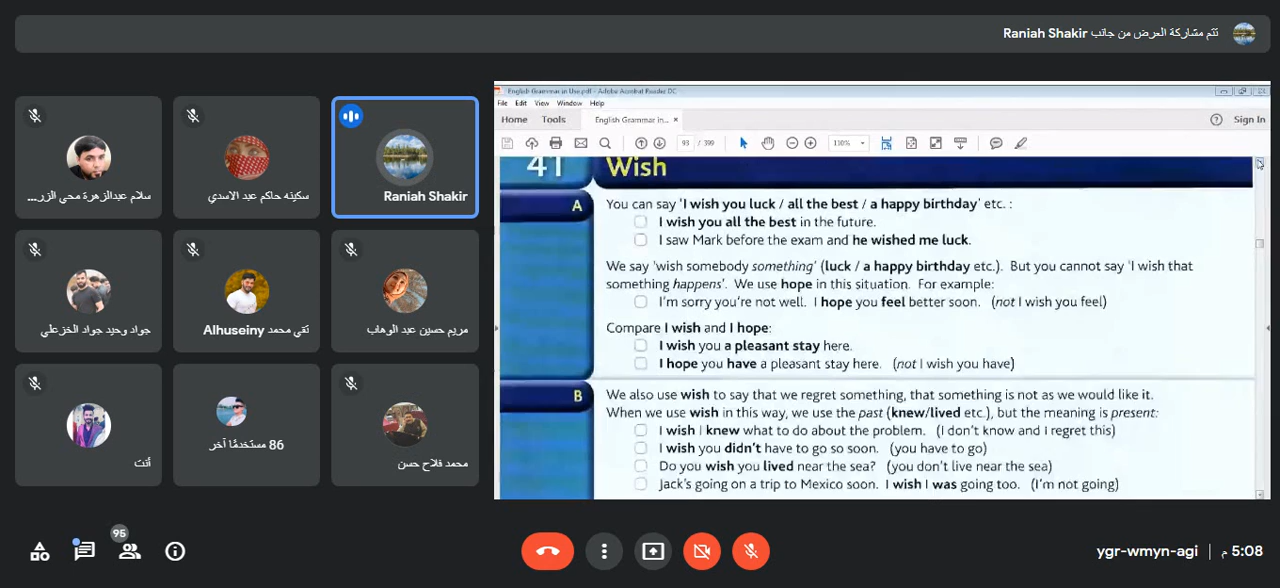 تتم مشاركة العرض من جانب Raniah Shakir
سلام عبدالزهرة محي الزر...
سكينه حاكم عبد الاسدي
Raniah Shakir
جواد وحيد جواد الخزعلي
تقي محمد Alhuseiny
مريم حسين عبد الوهاب
أنت
86 مستخدمًا آخر
محمد فلاح حسن
English Grammar in Use.pdf - Adobe Acrobat Reader DC
File Edit View Window Help
Home Tools English Grammar in... × Sign In
93 / 399 110%
41 Wish
A You can say 'I wish you luck / all the best / a happy birthday' etc. :
I wish you all the best in the future.
I saw Mark before the exam and he wished me luck.
We say 'wish somebody something' (luck / a happy birthday etc.). But you cannot say 'I wish that
something happens'. We use hope in this situation. For example:
I'm sorry you're not well. I hope you feel better soon. (not I wish you feel)
Compare I wish and I hope:
I wish you a pleasant stay here.
I hope you have a pleasant stay here. (not I wish you have)
B We also use wish to say that we regret something, that something is not as we would like it.
When we use wish in this way, we use the past (knew/lived etc.), but the meaning is present:
I wish I knew what to do about the problem. (I don't know and I regret this)
I wish you didn't have to go so soon. (you have to go)
Do you wish you lived near the sea? (you don't live near the sea)
Jack's going on a trip to Mexico soon. I wish I was going too. (I'm not going)
95
ygr-wmyn-agi | 5:08 م